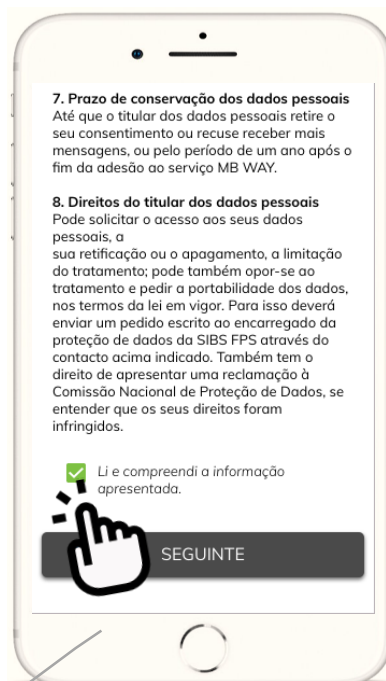 7. Prazo de conservação dos dados pessoais
Até que o titular dos dados pessoais retire o
seu consentimento ou recuse receber mais
mensagens, ou pelo período de um ano após o
fim da adesão ao serviço MB WAY.
8. Direitos do titular dos dados pessoais
Pode solicitar o acesso aos seus dados
pessoais, a
sua retificação ou o apagamento, a limitação
do tratamento; pode também opor-se ao
tratamento e pedir a portabilidade dos dados,
nos termos da lei em vigor. Para isso deverá
enviar um pedido escrito ao encarregado da
proteção de dados da SIBS FPS através do
contacto acima indicado. Também tem o
direito de apresentar uma reclamação à
Comissão Nacional de Proteção de Dados, se
entender que os seus direitos foram
infringidos.
Li e compreendi a informação
apresentada.
SEGUINTE